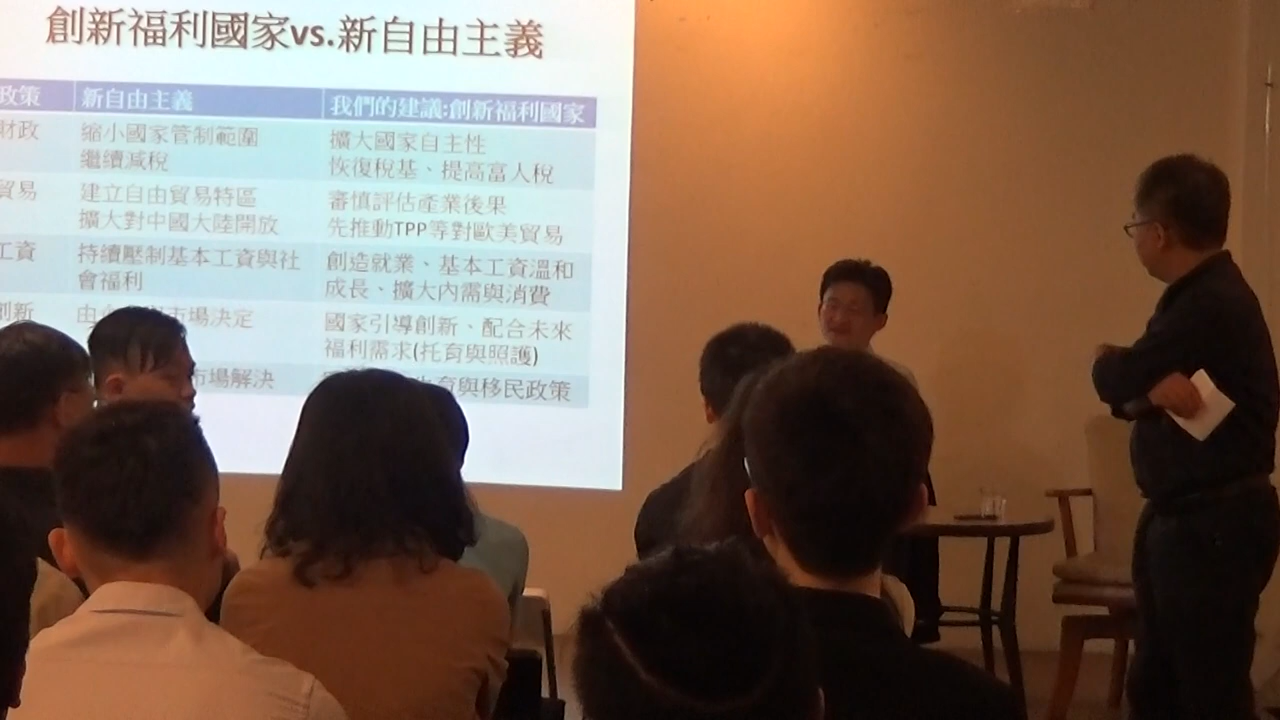 創新福利國家vs.新自由主義
政策 新自由主義 我們的建議:創新福利國家
財政 縮小國家管制範圍 擴大國家自主性
繼續減稅 恢復稅基、提高富人稅
貿易 建立自由貿易特區 審慎評估產業後果
擴大對中國大陸開放 先推動TPP等對歐美貿易
工資 持續壓制基本工資與社 創造就業、基本工資溫和
會福利 成長、擴大內需與消費
創新 由 市場決定 國家引導創新、配合未來
福利需求(托育與照護)
市場解決 育與移民政策